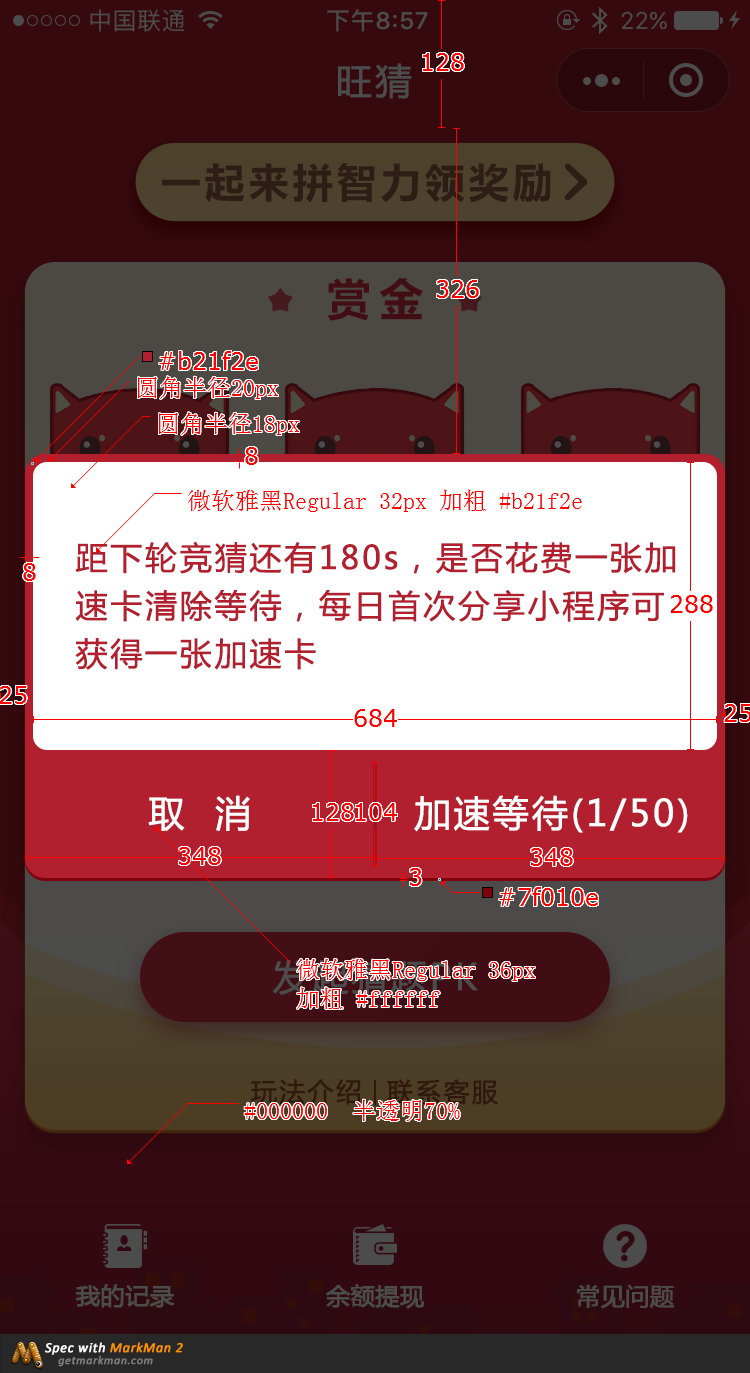 中国联通
下午8:57
22%
128
旺猜
一起来拼智力领奖励
赏金
326
#b21f2e
圆角半径20px
圆角半径18px
8
微软雅黑Regular 32px 加粗 #b21f2e
距下轮竞猜还有180s，是否花费一张加
8
速卡清除等待，每日首次分享小程序可
288
获得一张加速卡
25
684
25
取 消
128104
加速等待(1/50)
348
348
3
#7f010e
微软雅黑Regular 36px
加粗 #ffffff
玩法介绍 | 联系客服
#000000 半透明70%
我的记录
余额提现
常见问题
Spec with MarkMan 2
getmarkman.com